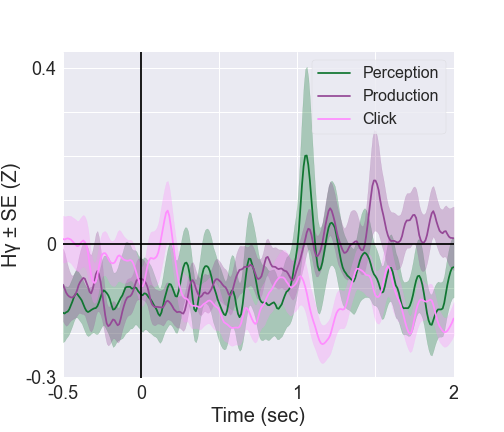 Perception
Production
Click
Hγ ± SE (Z)
0.4
0
-0.3
-0.5
0
1
2
Time (sec)